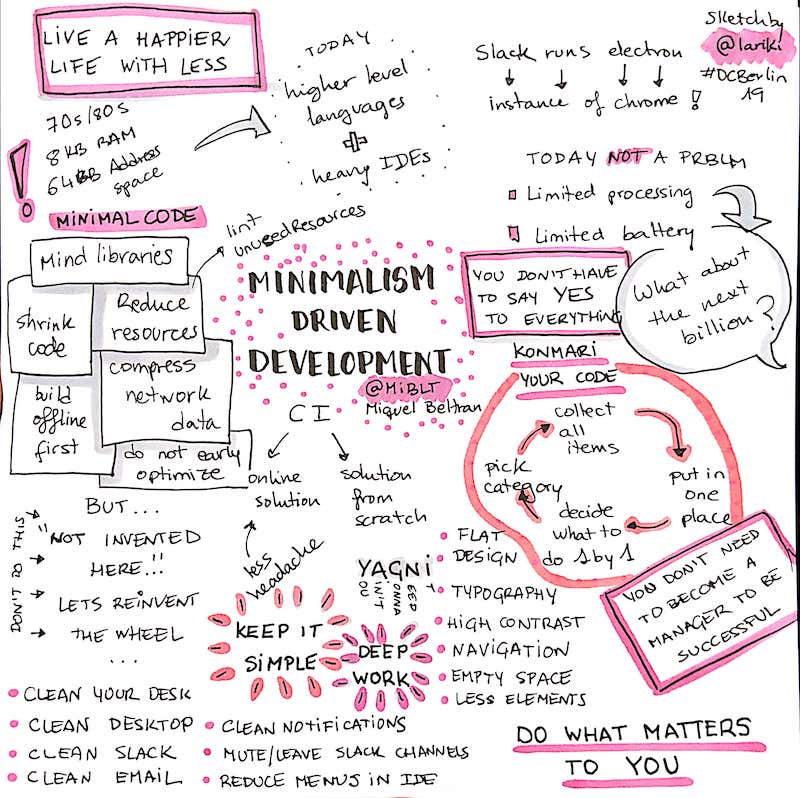 LIVE A HAPPIER
LIFE WITH LESS
TODAY
higher level
languages
+
heavy IDEs
Slack runs electron
instance of chrome !
Sketch by
@lariki
#DCBerlin
19
70s/80s
8 KB RAM
64KB Address
space
!
MINIMAL CODE
Mind libraries
lint
unused Resources
shrink
code
Reduce
resources
compress
network
data
build
offline
first
do not early
optimize
TODAY NOT A PRBLM
Limited processing
Limited battery
What about
the next
billion?
YOU DON'T HAVE
TO SAY YES
TO EVERYTHING
MINIMALISM
DRIVEN
DEVELOPMENT
@MiBLT
Miquel Beltran
CI
online
solution
solution
from
scratch
less
headache
KONMARI
YOUR CODE
collect
all
items
put in
one
place
decide
what to
do 1 by 1
pick
category
YOU DON'T NEED
TO BECOME A
MANAGER TO BE
SUCCESSFUL
BUT...
DON'T DO THIS
"NOT INVENTED
HERE!!
LETS REINVENT
THE WHEEL
...
YAGNI
OU
AIN'T
GONNA
EED
T
KEEP IT
SIMPLE
DEEP
WORK
FLAT
DESIGN
TYPOGRAPHY
HIGH CONTRAST
NAVIGATION
EMPTY SPACE
LESS ELEMENTS
CLEAN YOUR DESK
CLEAN DESKTOP
CLEAN SLACK
CLEAN EMAIL
CLEAN NOTIFICATIONS
MUTE/LEAVE SLACK CHANNELS
REDUCE MENUS IN IDE
DO WHAT MATTERS
TO YOU